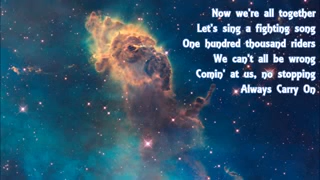 Now we're all together
Let's sing a fighting song
One hundred thousand riders
We can't all be wrong
Comin' at us, no stopping
Always Carry On